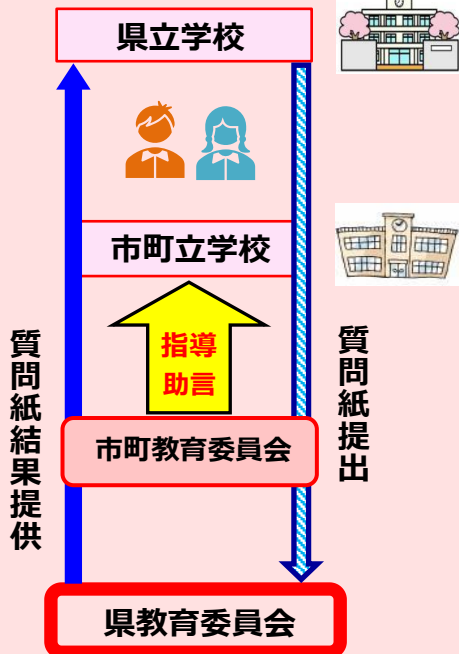 県立学校
市町立学校
指導
助言
市町教育委員会
質問紙結果提供
質問紙提出
県教育委員会